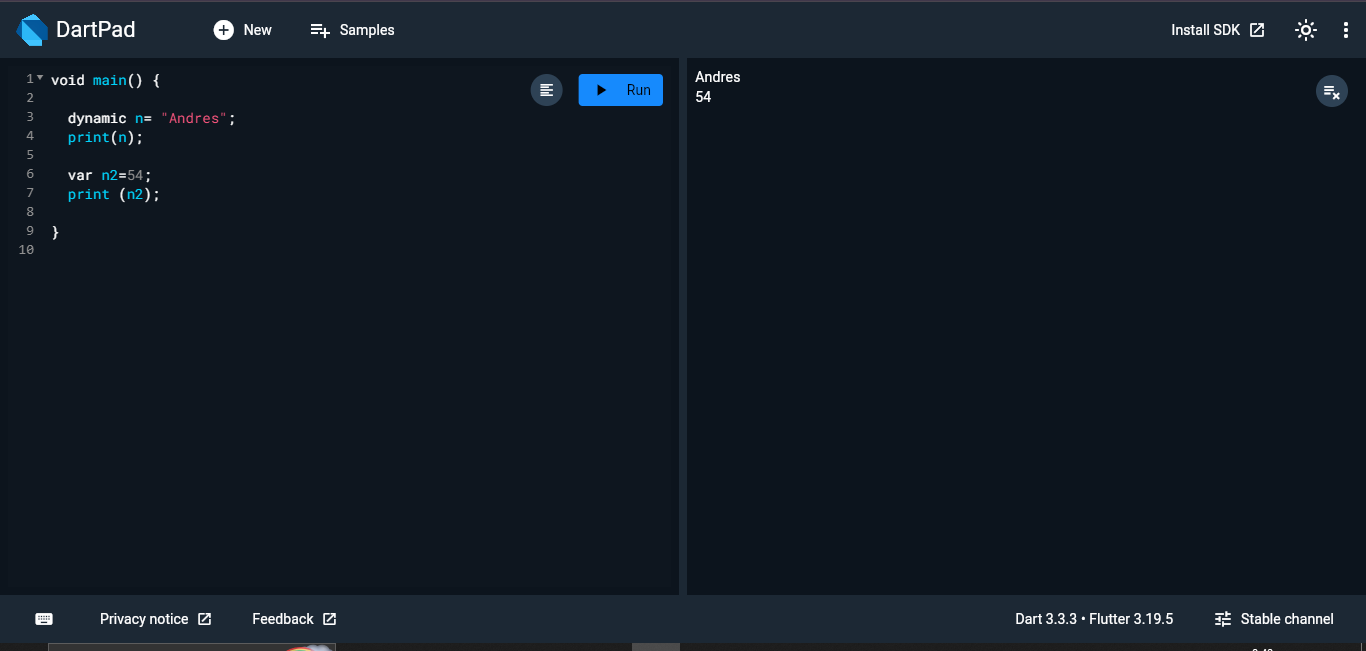 DartPad
New
Samples
Install SDK
1 void main() {
2
3 dynamic n= "Andres";
4 print(n);
5
6 var n2=54;
7 print (n2);
8
9 }
10
Run
Andres
54
Privacy notice
Feedback
Dart 3.3.3 • Flutter 3.19.5
Stable channel